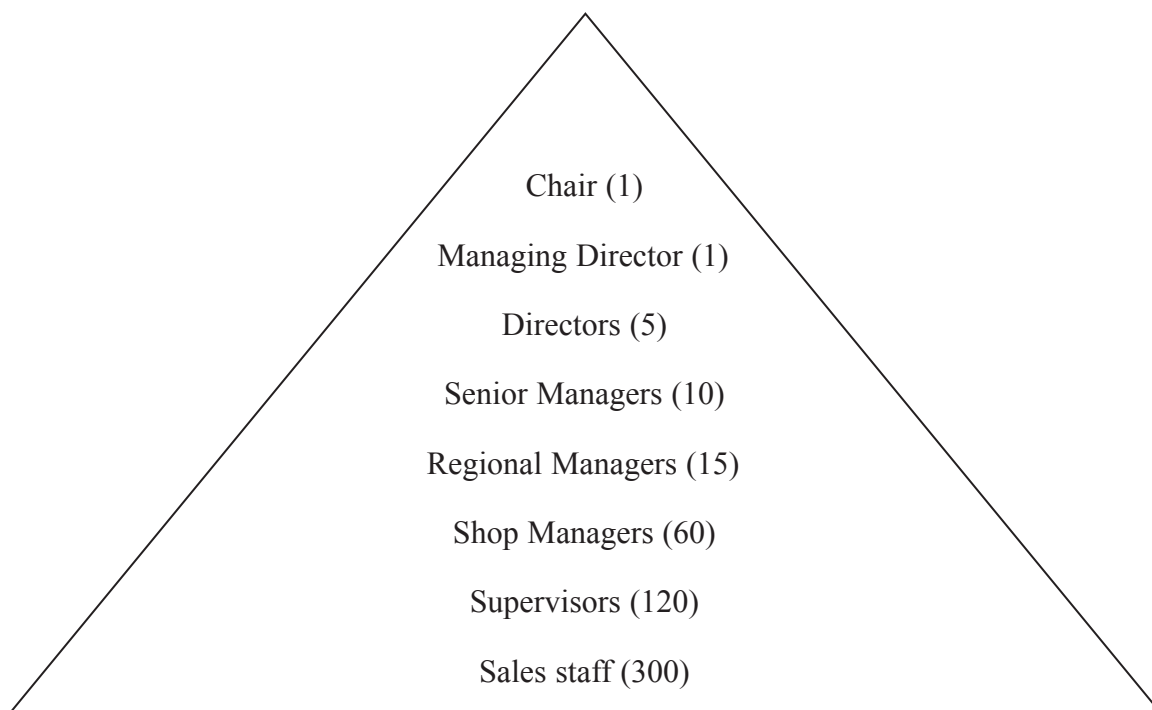 Chair (1)
Managing Director (1)
Directors (5)
Senior Managers (10)
Regional Managers (15)
Shop Managers (60)
Supervisors (120)
Sales staff (300)